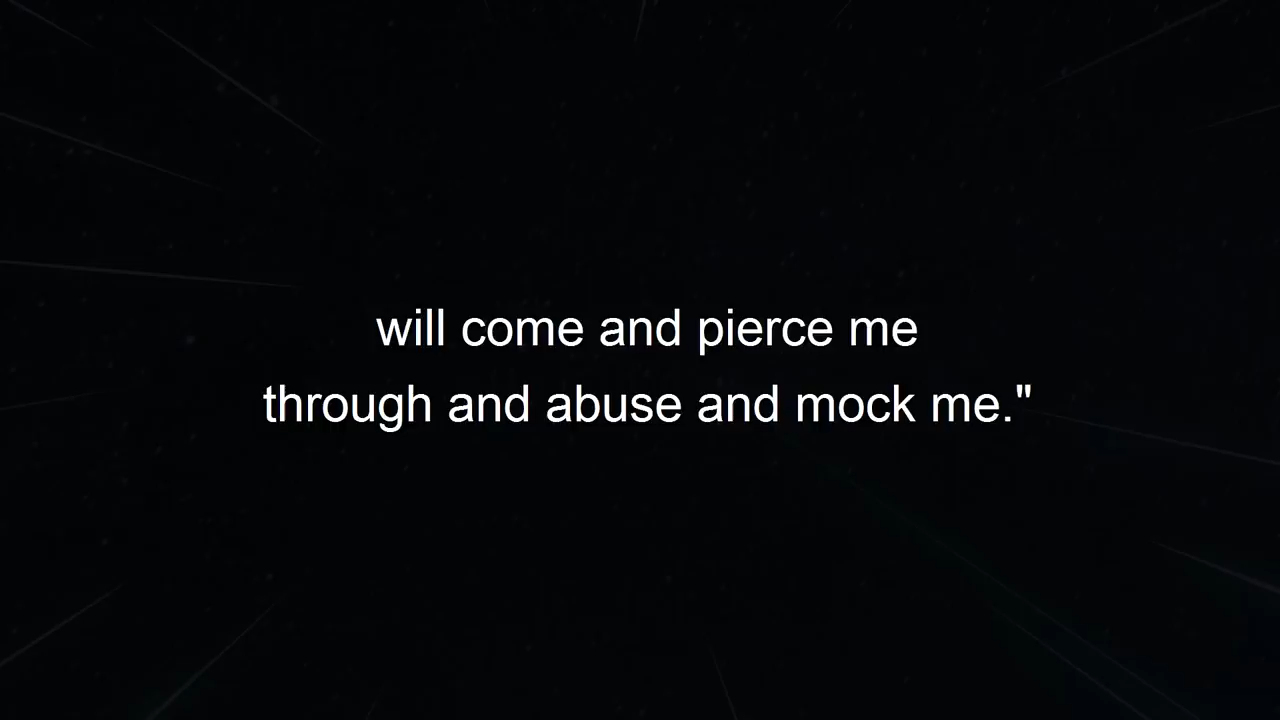 will come and pierce me
through and abuse and mock me."